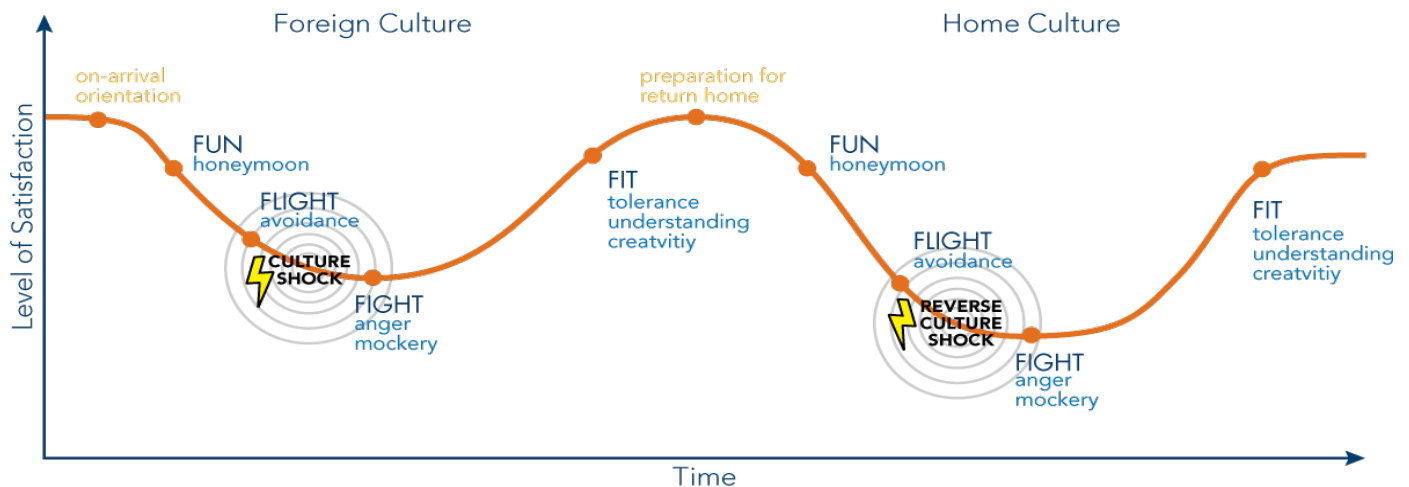 Foreign Culture
Home Culture
Level of Satisfaction
on-arrival
orientation
FUN
honeymoon
FLIGHT
avoidance
CULTURE
SHOCK
FIGHT
anger
mockery
FIT
tolerance
understanding
creatvitiy
preparation for
return home
FUN
honeymoon
FLIGHT
avoidance
REVERSE
CULTURE
SHOCK
FIGHT
anger
mockery
FIT
tolerance
understanding
creatvitiy
Time